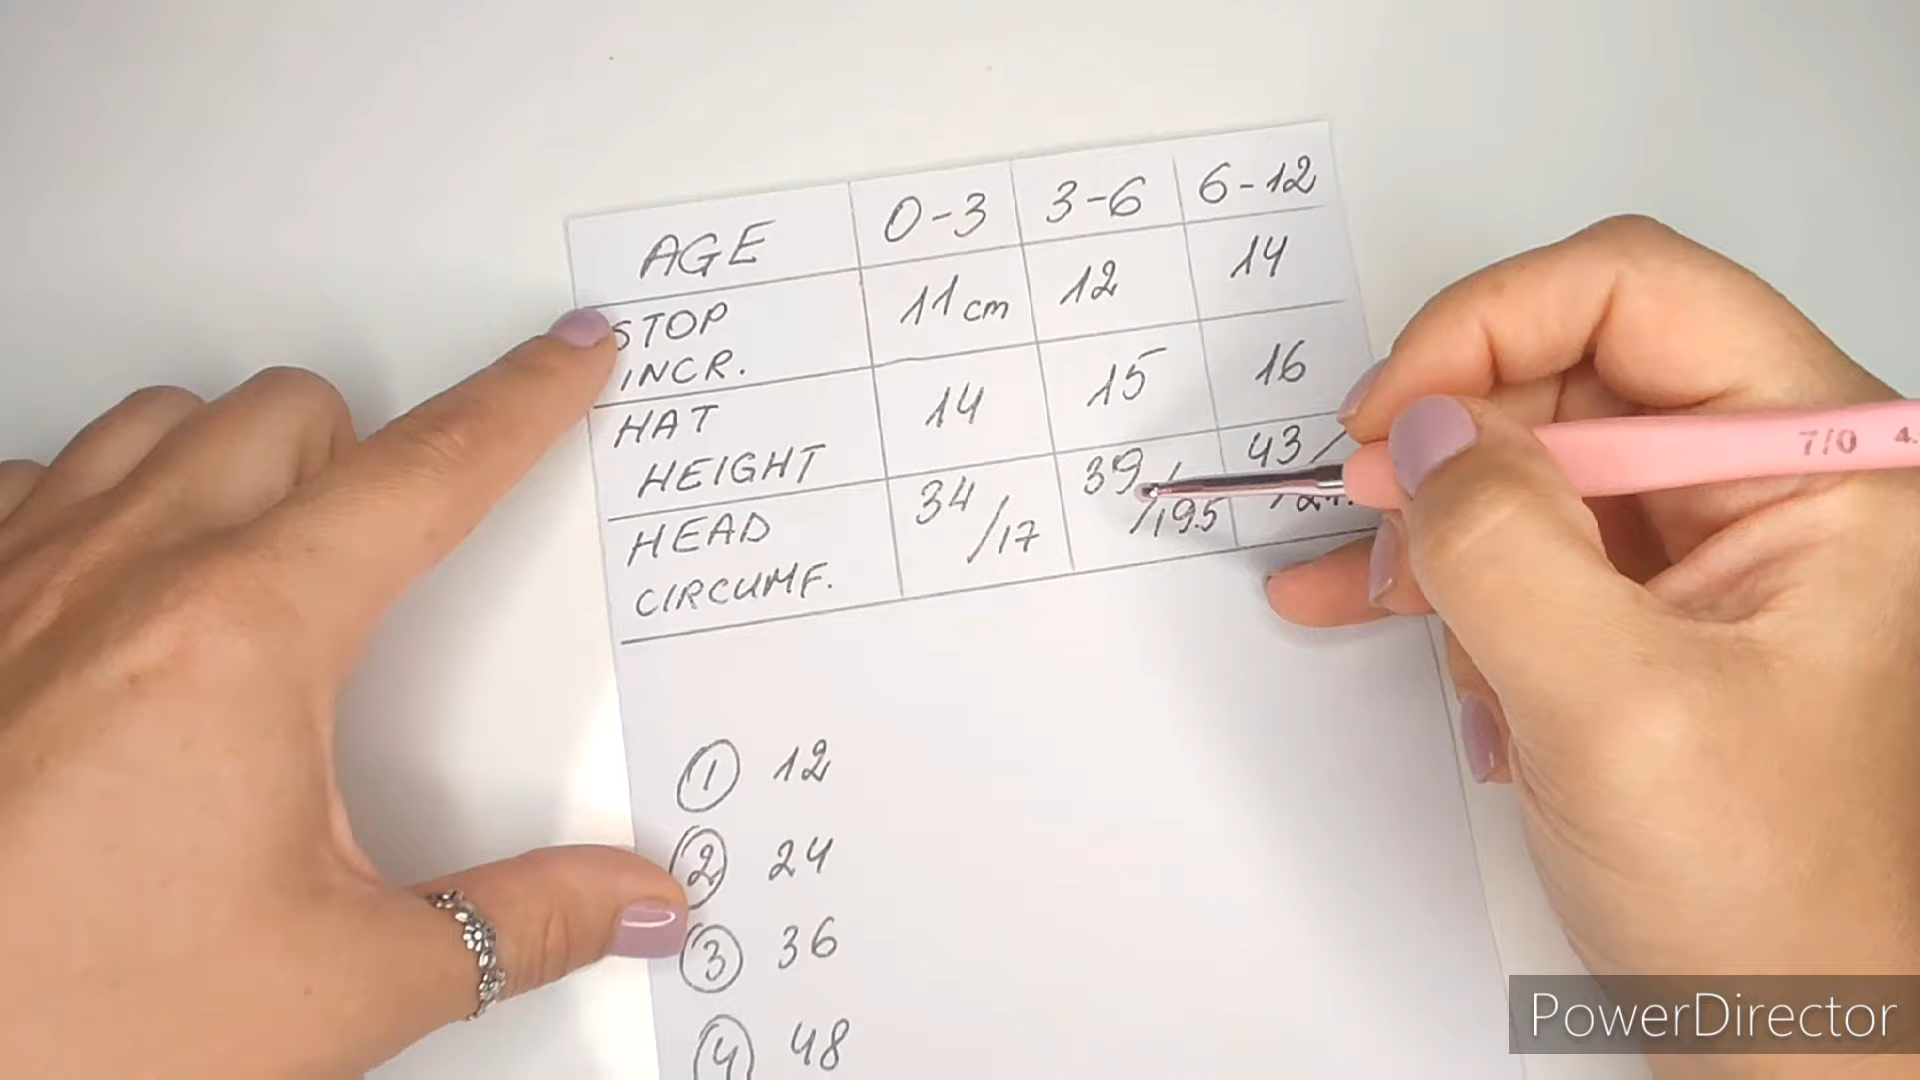 AGE 0-3 3-6 6-12
STOP INCR. 11 cm 12 14
HAT HEIGHT 14 15 16
HEAD CIRCUMF. 34/17 39/19.5 43/
① 12
② 24
③ 36
④ 48
7/0 4.
PowerDirector